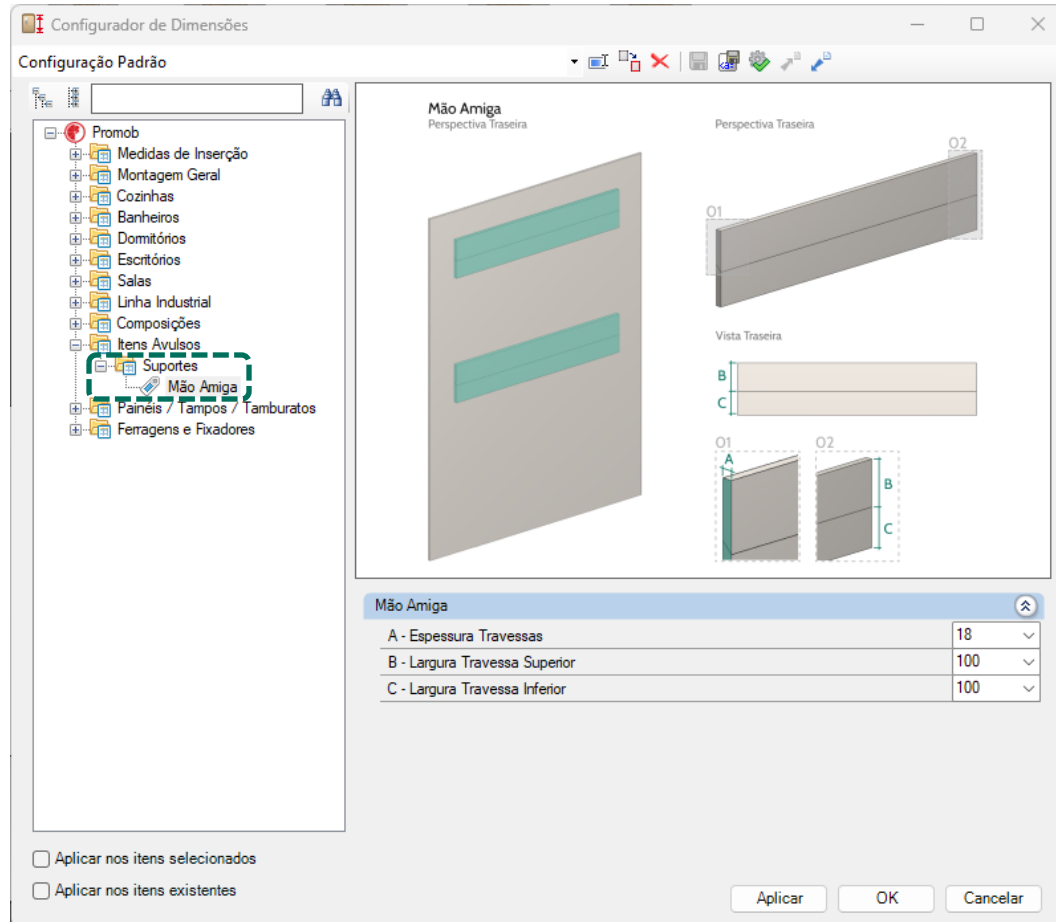 Configurador de Dimensões
Configuração Padrão
Promob
Medidas de Inserção
Montagem Geral
Cozinhas
Banheiros
Dormitórios
Escritórios
Salas
Linha Industrial
Composições
Itens Avulsos
Suportes
Mão Amiga
Painéis / Tampos / Tamburatos
Ferragens e Fixadores
Mão Amiga
Perspectiva Traseira
Perspectiva Traseira
O2
O1
Vista Traseira
B
C
O1
O2
A
B
C
Mão Amiga
A - Espessura Travessas
18
B - Largura Travessa Superior
100
C - Largura Travessa Inferior
100
Aplicar nos itens selecionados
Aplicar nos itens existentes
Aplicar
OK
Cancelar